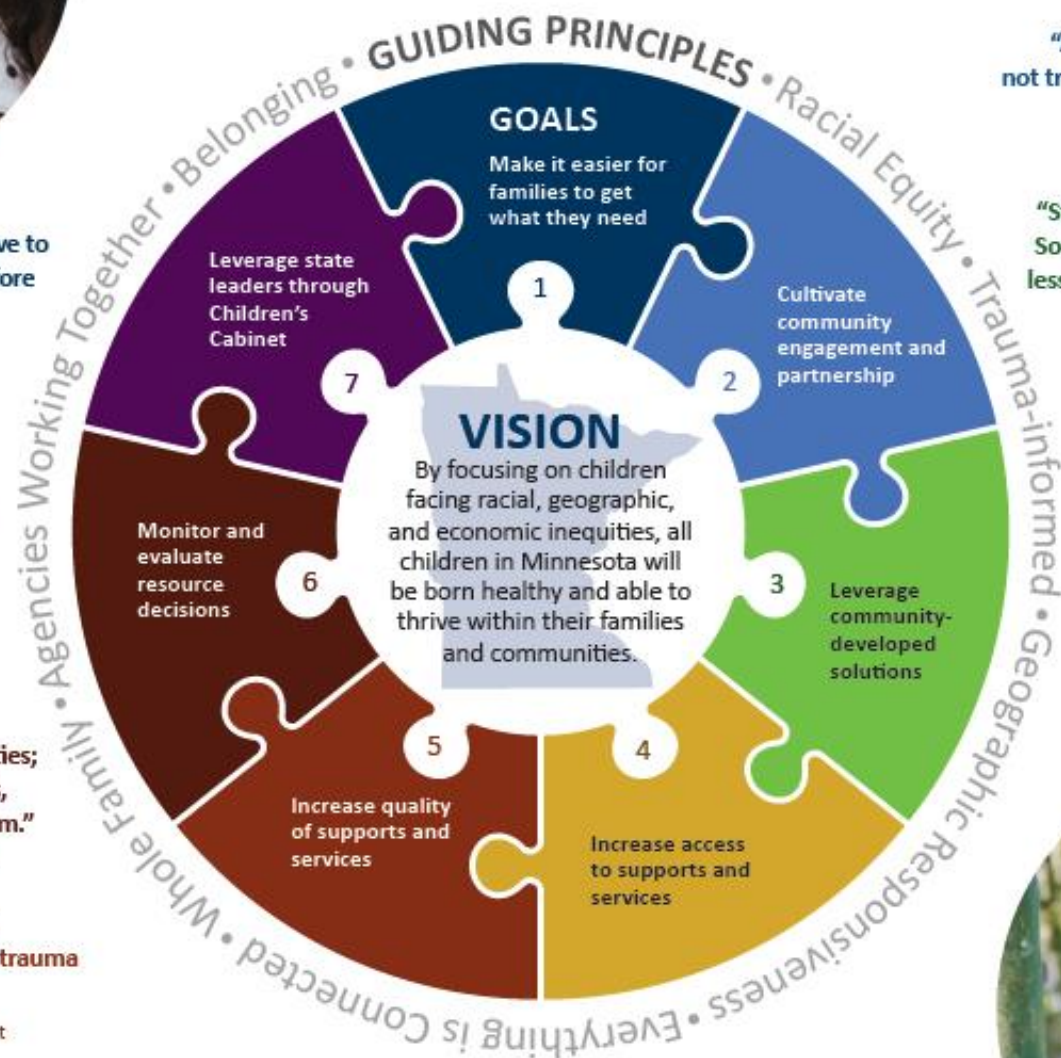 GUIDING PRINCIPLES • Racial Equity • Trauma-informed • Geographic Responsiveness • Everything is Connected • Whole Family • Agencies Working Together • Belonging •
GOALS
Make it easier for
families to get
what they need
1
Cultivate
community
engagement and
partnership
2
Leverage
community-
developed
solutions
3
Increase access
to supports and
services
4
Increase quality
of supports and
services
5
Monitor and
evaluate
resource
decisions
6
Leverage state
leaders through
Children's
Cabinet
7
VISION
By focusing on children
facing racial, geographic,
and economic inequities, all
children in Minnesota will
be born healthy and able to
thrive within their families
and communities.
to
not
"
So
trauma